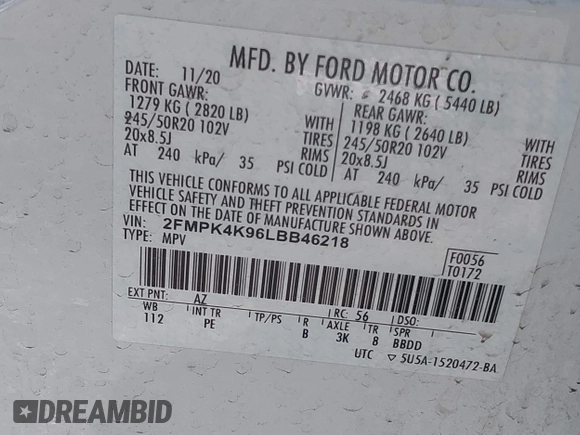 MFD. BY FORD MOTOR CO.
DATE: 11/20 GVWR: 2468 KG (5440 LB)
FRONT GAWR: REAR GAWR:
1279 KG (2820 LB) WITH 1198 KG (2640 LB) WITH
245/50R20 102V TIRES 245/50R20 102V TIRES
20x8.5J RIMS 20x8.5J RIMS
AT 240 kPa/ 35 PSI COLD AT 240 kPa/ 35 PSI COLD
THIS VEHICLE CONFORMS TO ALL APPLICABLE FEDERAL MOTOR
VEHICLE SAFETY AND THEFT PREVENTION STANDARDS IN
EFFECT ON THE DATE OF MANUFACTURE SHOWN ABOVE.
VIN: 2FMPK4K96LBB46218
TYPE: MPV
F0056
T0172
EXT PNT: AZ RC: 56 DSO:
WB INT TR TP/PS R AXLE TR SPR
112 PE B 3K 8 BBDD
UTC ▽ 5U5A-1520472-BA
DREAMBID